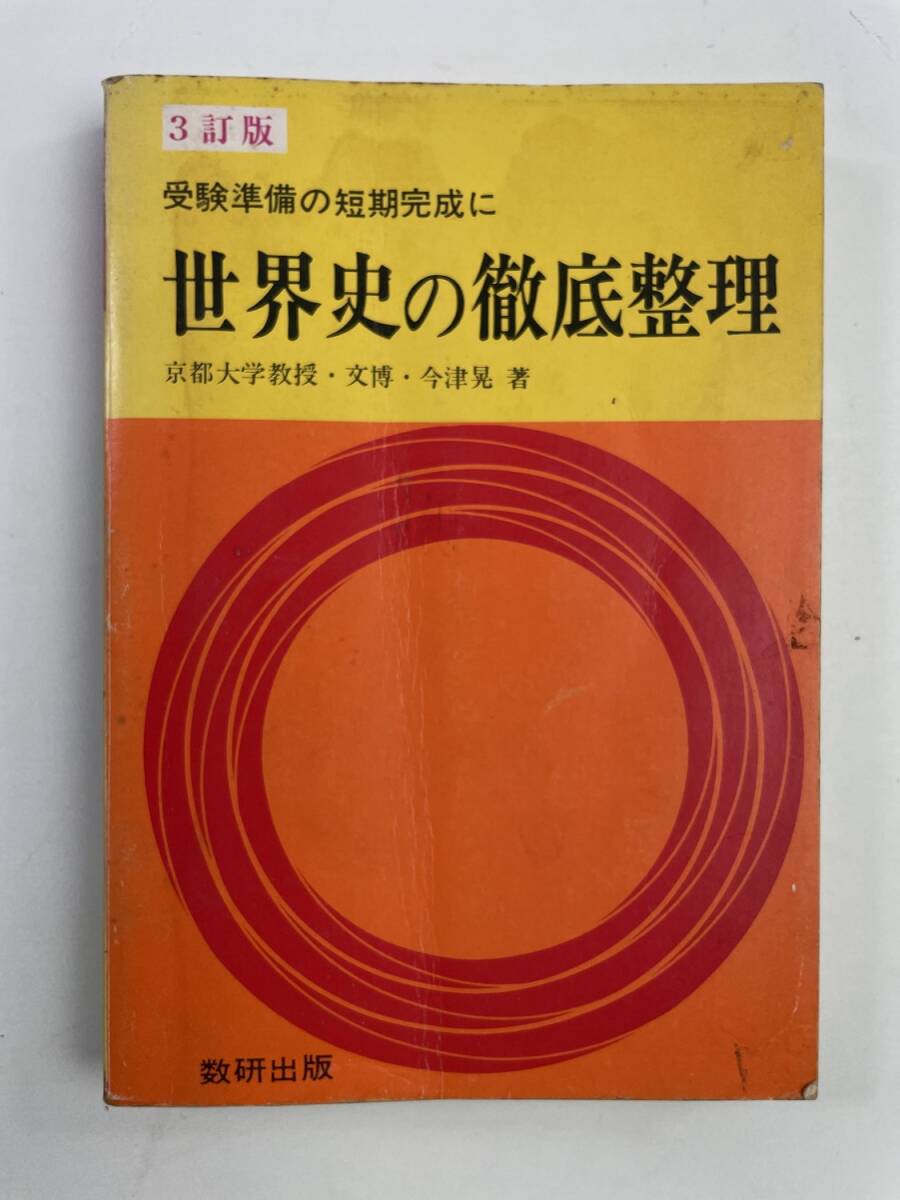 3訂版
受験準備の短期完成に
世界史の徹底整理
京都大学教授・文博・今津晃 著
数研出版